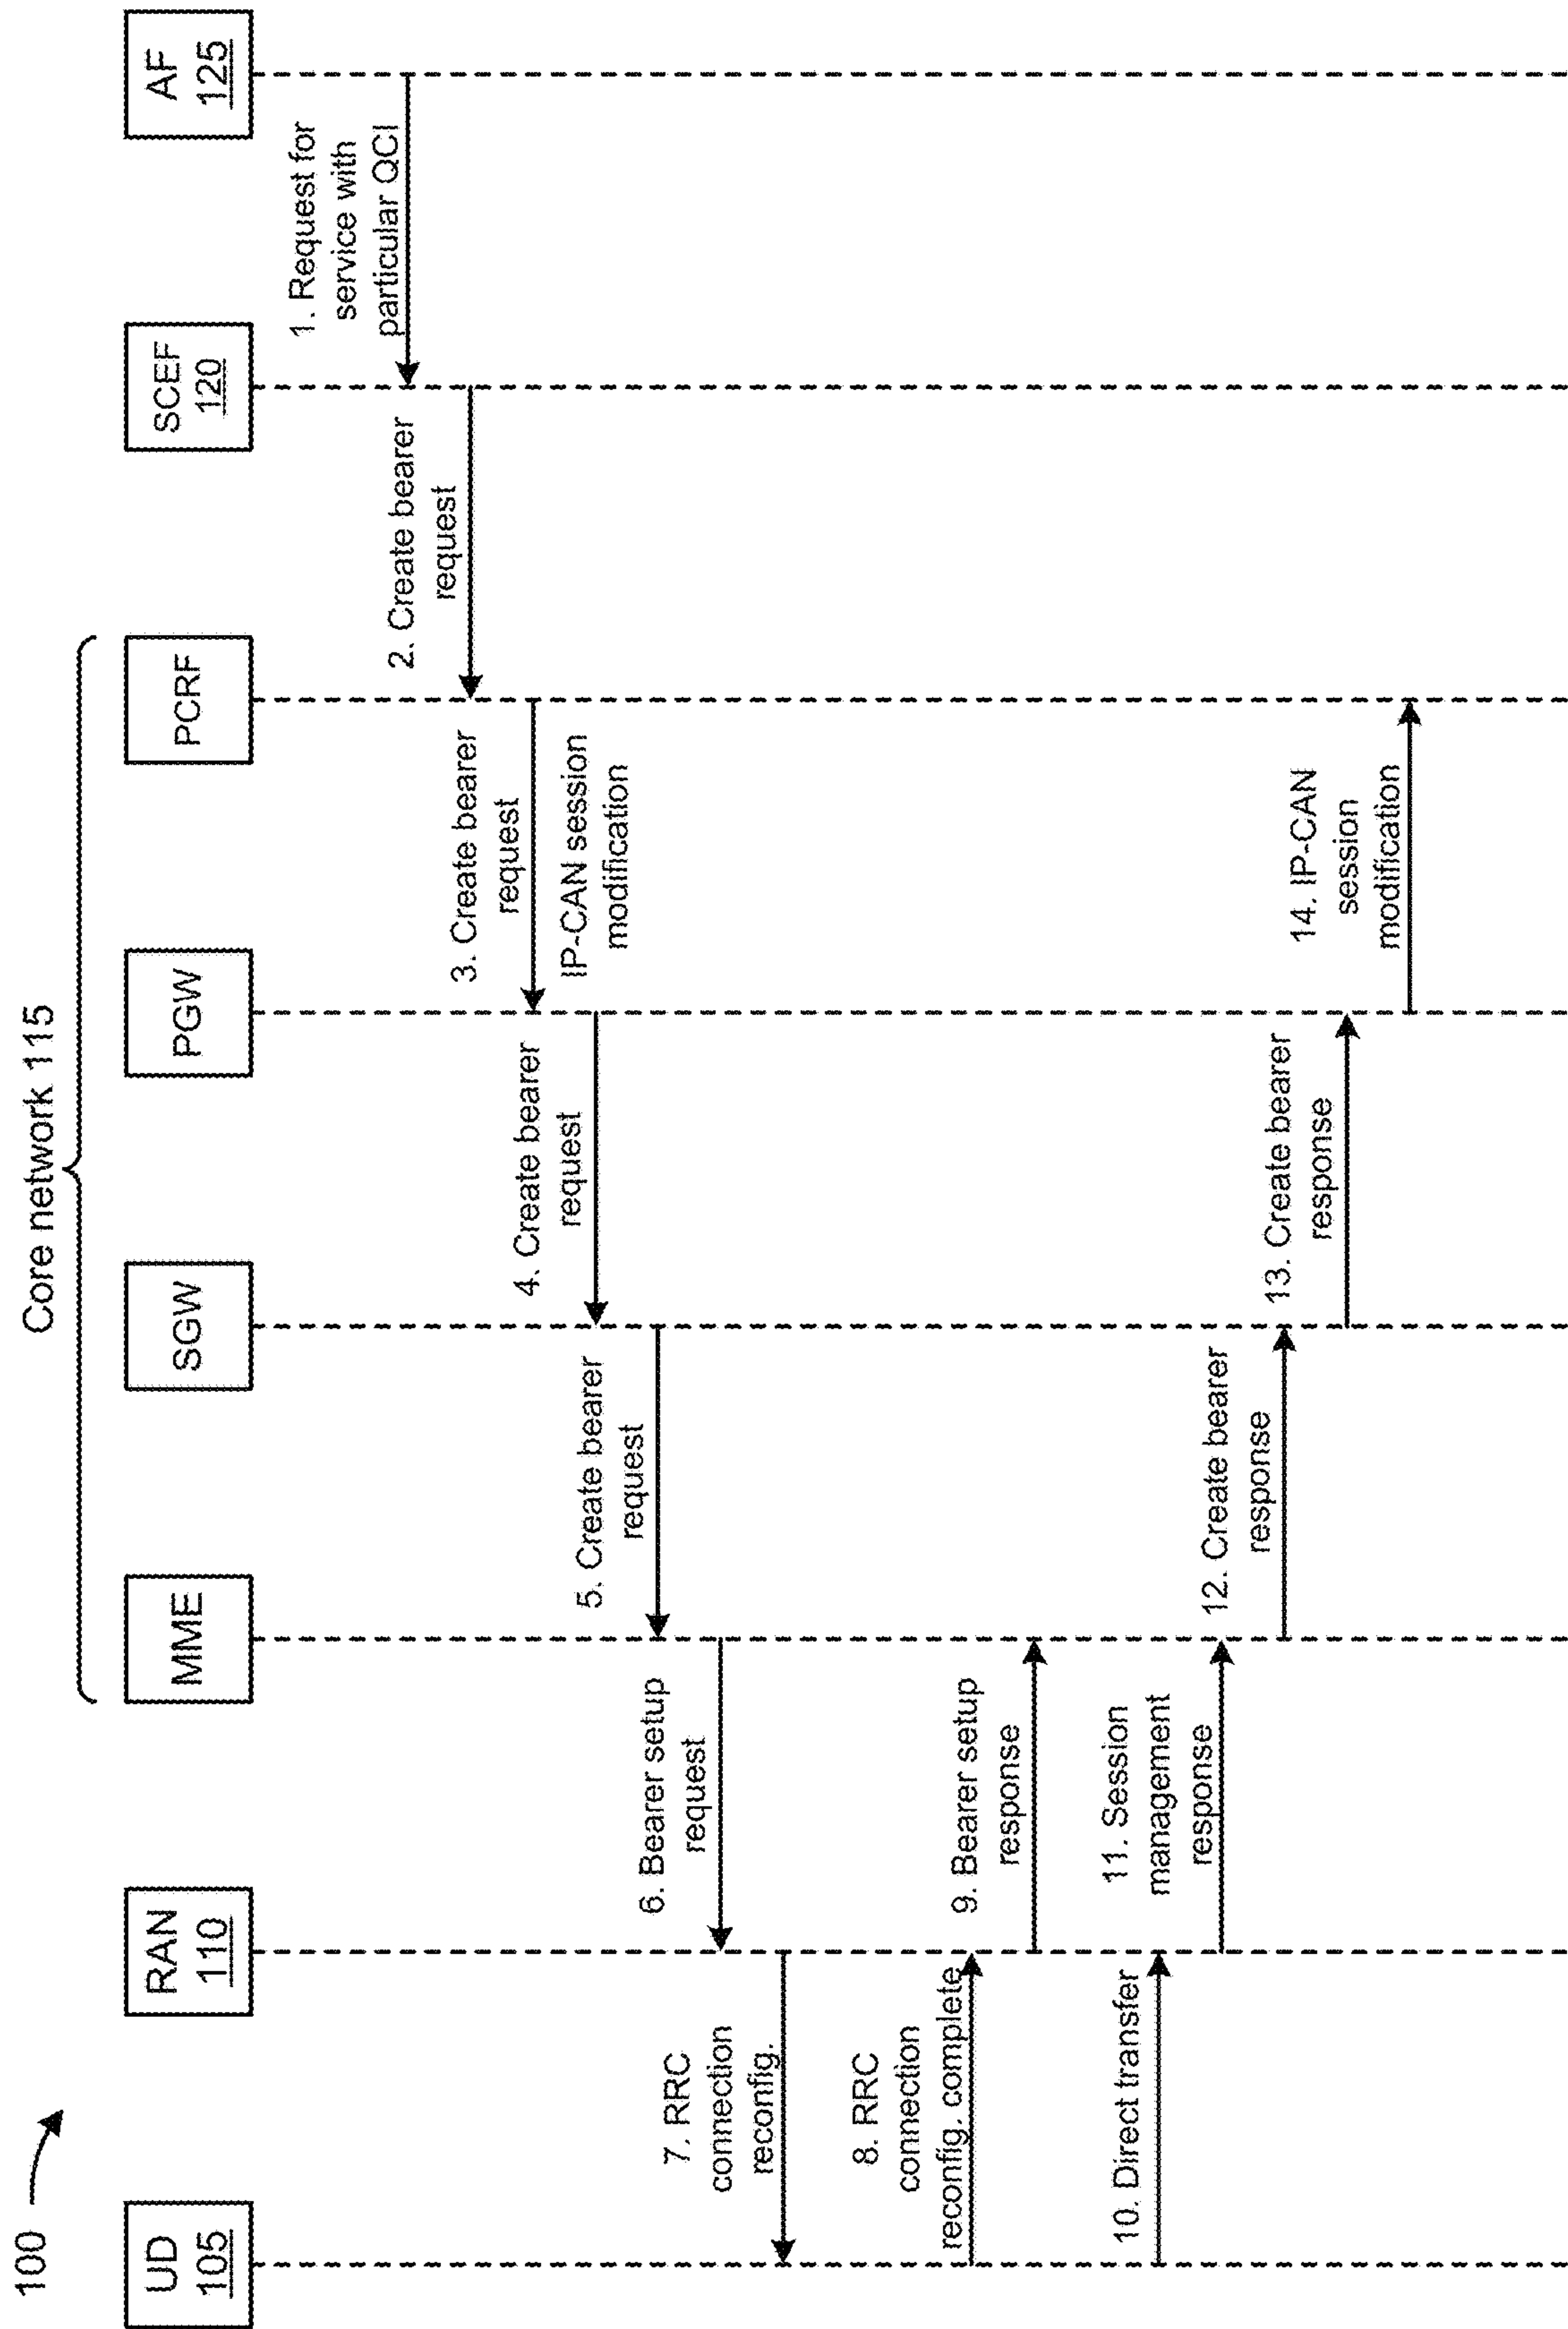 100
Core network 115
UD
105
RAN
110
MME
SGW
PGW
PCRF
SCEF
120
AF
125
1. Request for
service with
particular QCI
2. Create bearer
request
3. Create bearer
request
IP-CAN session
modification
4. Create bearer
request
5. Create bearer
request
6. Bearer setup
request
7. RRC
connection
reconfig.
8. RRC
connection
reconfig. complete
9. Bearer setup
response
10. Direct transfer
11. Session
management
response
12. Create bearer
response
13. Create bearer
response
14. IP-CAN
session
modification